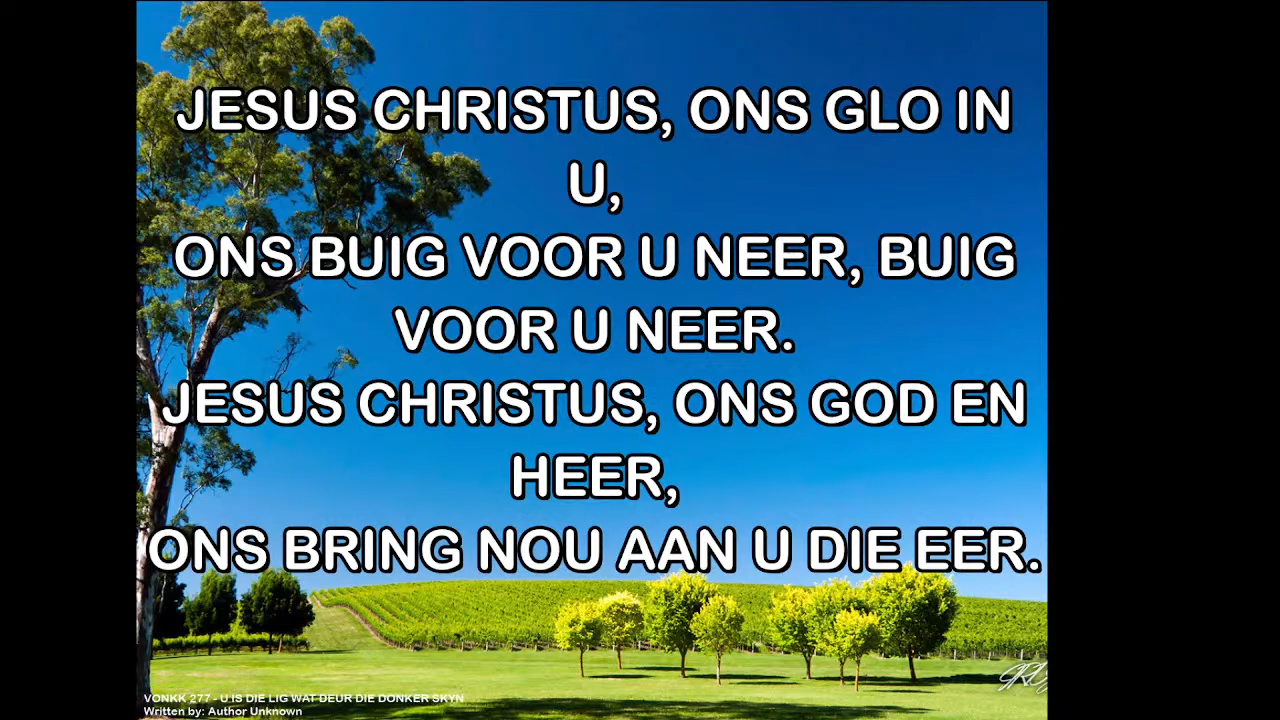 JESUS CHRISTUS, ONS GLO IN
U,
ONS BUIG VOOR U NEER, BUIG
VOOR U NEER.
JESUS CHRISTUS, ONS GOD EN
HEER,
ONS BRING NOU AAN U DIE EER.
VONKK 277 - U IS DIE LIG WAT DEUR DIE DONKER SKYN
Written by: Author Unknown